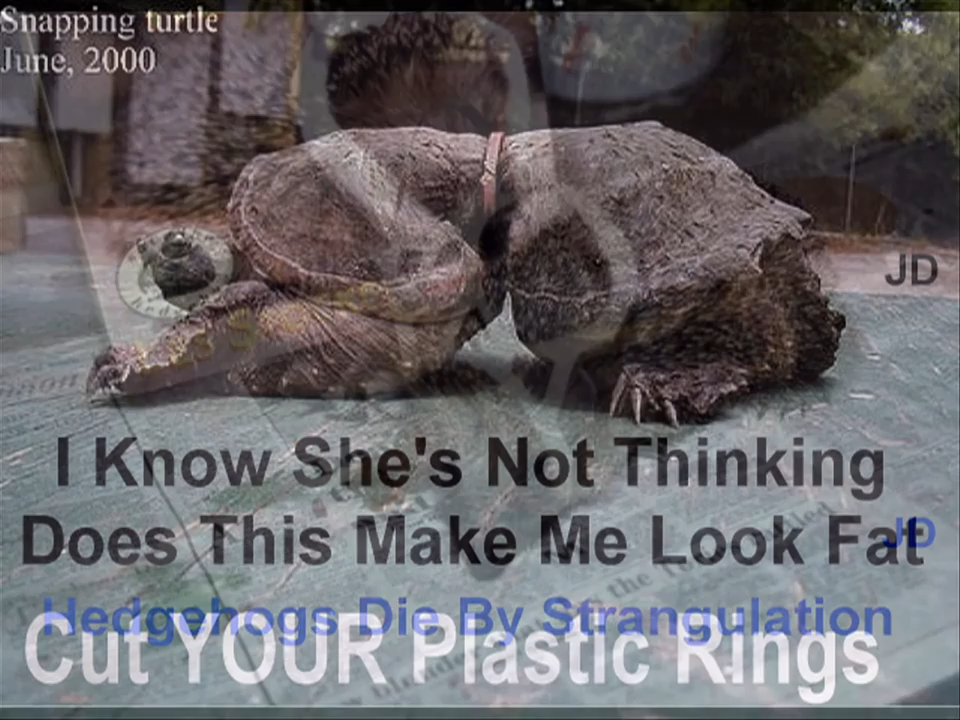 Snapping turtle
June, 2000
JD
I Know She's Not Thinking
Does This Make Me Look Fat
JD
Hedgehogs Die By Strangulation
Cut YOUR Plastic Rings